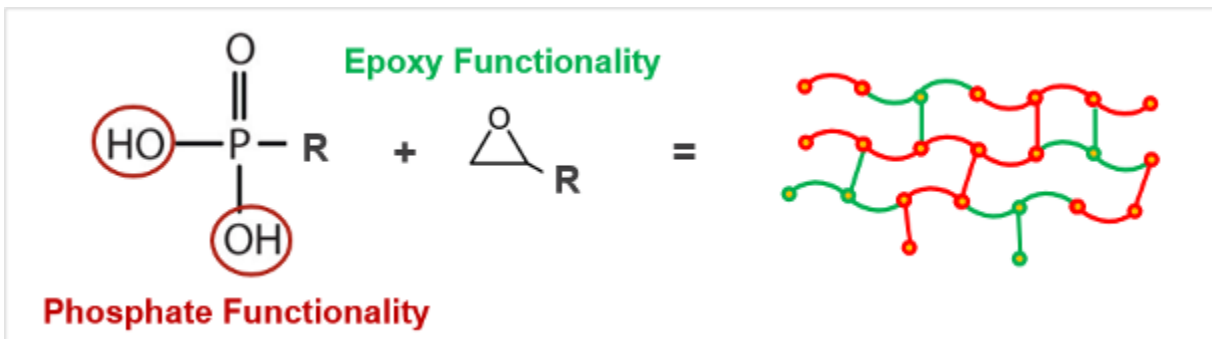 O
Epoxy Functionality
HO P R + O R =
OH
Phosphate Functionality